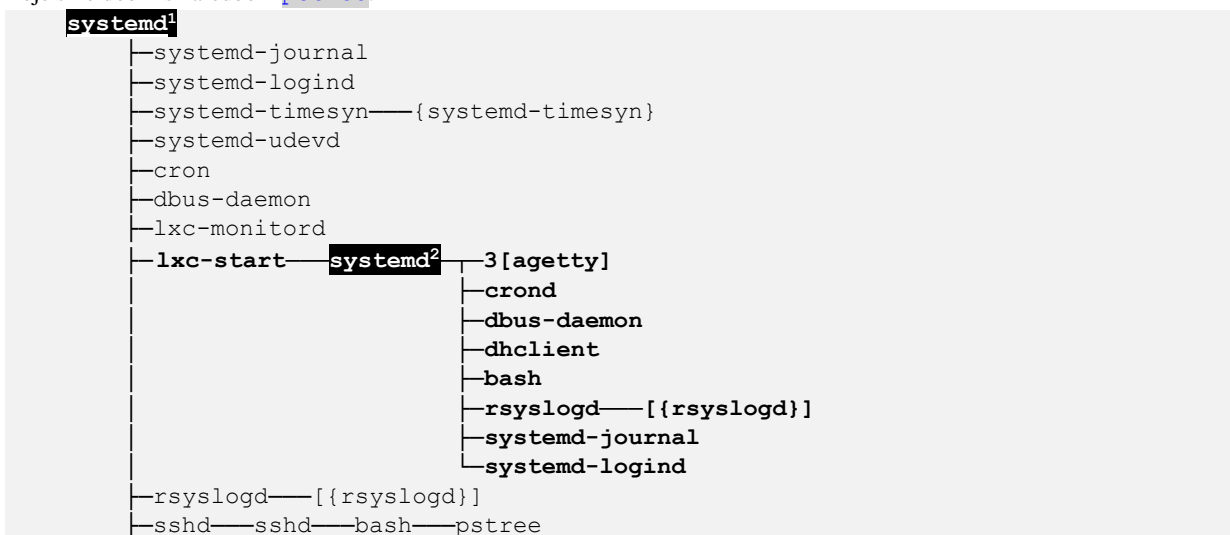 systemd¹
├─systemd-journal
├─systemd-logind
├─systemd-timesyn───{systemd-timesyn}
├─systemd-udevd
├─cron
├─dbus-daemon
├─lxc-monitord
├─lxc-start───systemd²─┬─3[agetty]
│ ├─crond
│ ├─dbus-daemon
│ ├─dhclient
│ ├─bash
│ ├─rsyslogd───[{rsyslogd}]
│ ├─systemd-journal
│ └─systemd-logind
├─rsyslogd───[{rsyslogd}]
├─sshd───sshd───bash───pstree